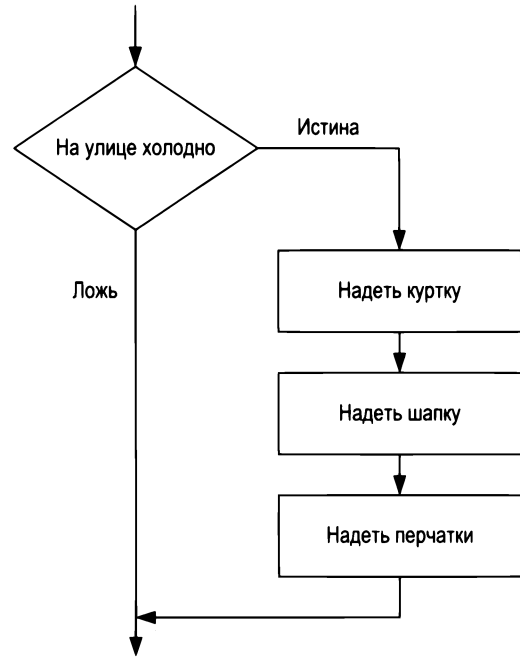 На улице холодно
Истина
Ложь
Надеть куртку
Надеть шапку
Надеть перчатки